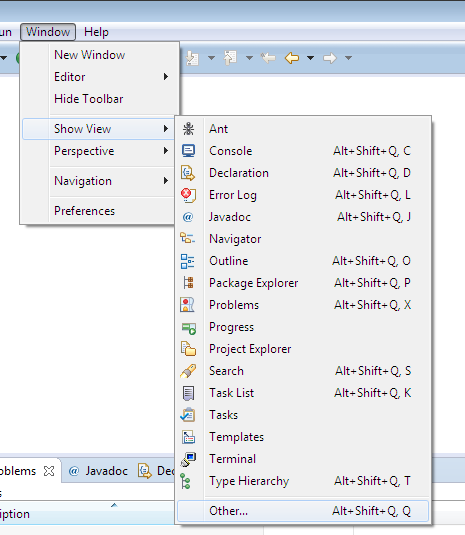 un Window Help
New Window
Editor
Hide Toolbar
Show View
Perspective
Navigation
Preferences
Ant
Console Alt+Shift+Q, C
Declaration Alt+Shift+Q, D
Error Log Alt+Shift+Q, L
Javadoc Alt+Shift+Q, J
Navigator
Outline Alt+Shift+Q, O
Package Explorer Alt+Shift+Q, P
Problems Alt+Shift+Q, X
Progress
Project Explorer
Search Alt+Shift+Q, S
Task List Alt+Shift+Q, K
Tasks
Templates
Terminal
Type Hierarchy Alt+Shift+Q, T
Other... Alt+Shift+Q, Q
oblems @ Javadoc Dec
s
iption